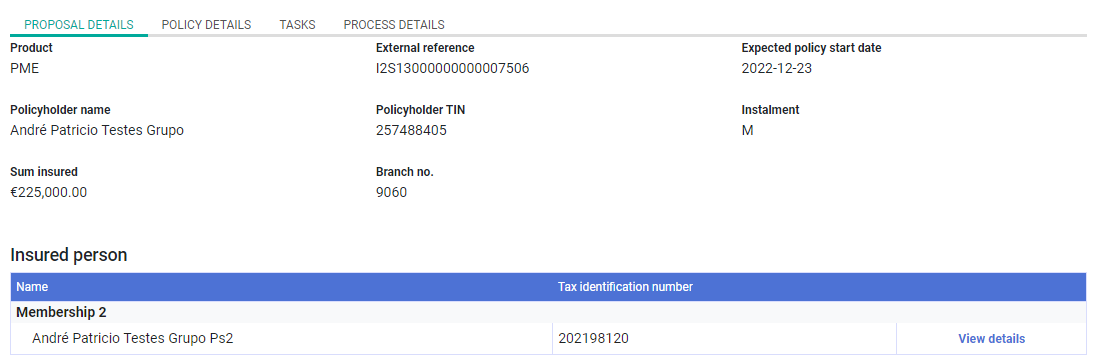 PROPOSAL DETAILS POLICY DETAILS TASKS PROCESS DETAILS
Product External reference Expected policy start date
PME I2S13000000000007506 2022-12-23
Policyholder name Policyholder TIN Instalment
André Patricio Testes Grupo 257488405 M
Sum insured Branch no.
€225,000.00 9060
Insured person
Name Tax identification number
Membership 2
André Patricio Testes Grupo Ps2 202198120 View details